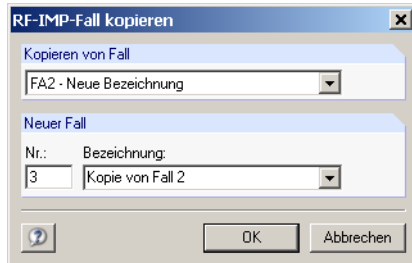 RF-IMP-Fall kopieren
Kopieren von Fall
FA2 - Neue Bezeichnung
Neuer Fall
Nr.: Bezeichnung:
3 Kopie von Fall 2
OK Abbrechen